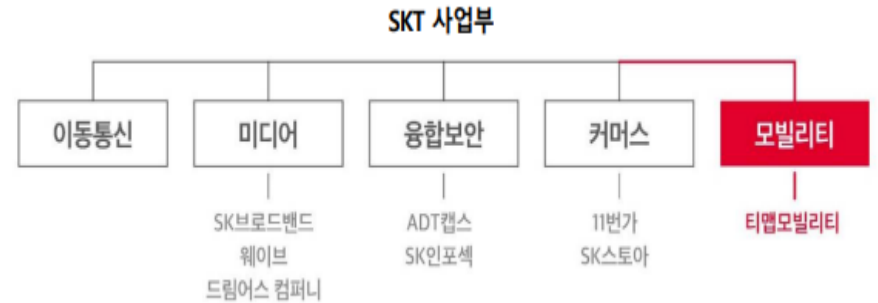 SKT 사업부
이동통신 미디어 융합보안 커머스 모빌리티
SK브로드밴드 ADT캡스 11번가 티맵모빌리티
웨이브 SK인포섹 SK스토아
드림어스 컴퍼니